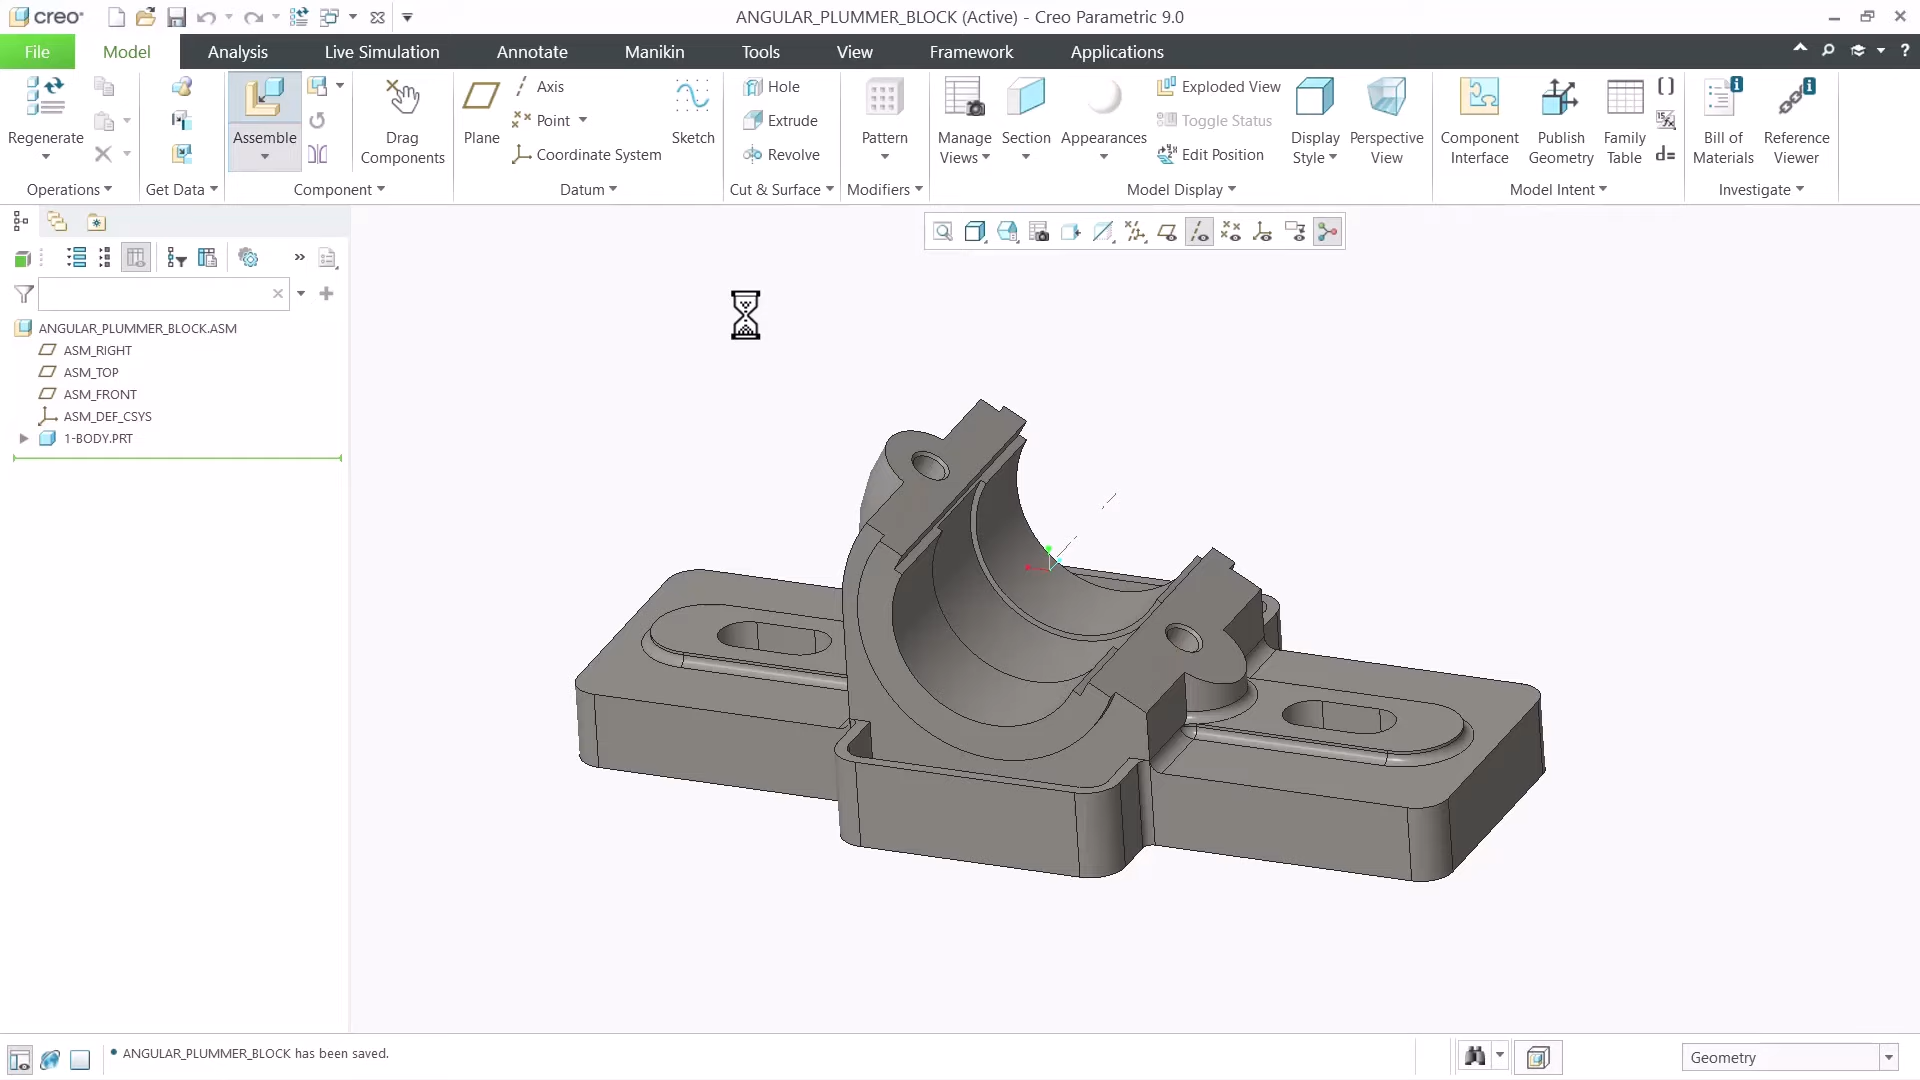 creo
ANGULAR_PLUMMER_BLOCK (Active) - Creo Parametric 9.0
File Model Analysis Live Simulation Annotate Manikin Tools View Framework Applications
Regenerate
Operations
Get Data
Assemble
Drag
Components
Component
Plane
Axis
Point
Coordinate System
Sketch
Datum
Hole
Extrude
Revolve
Cut & Surface
Pattern
Modifiers
Manage
Views
Section
Appearances
Exploded View
Toggle Status
Edit Position
Display
Style
Perspective
View
Model Display
Component
Interface
Publish
Geometry
Family
Table
Model Intent
Bill of
Materials
Reference
Viewer
Investigate
ANGULAR_PLUMMER_BLOCK.ASM
ASM_RIGHT
ASM_TOP
ASM_FRONT
ASM_DEF_CSYS
1-BODY.PRT
ANGULAR_PLUMMER_BLOCK has been saved.
Geometry